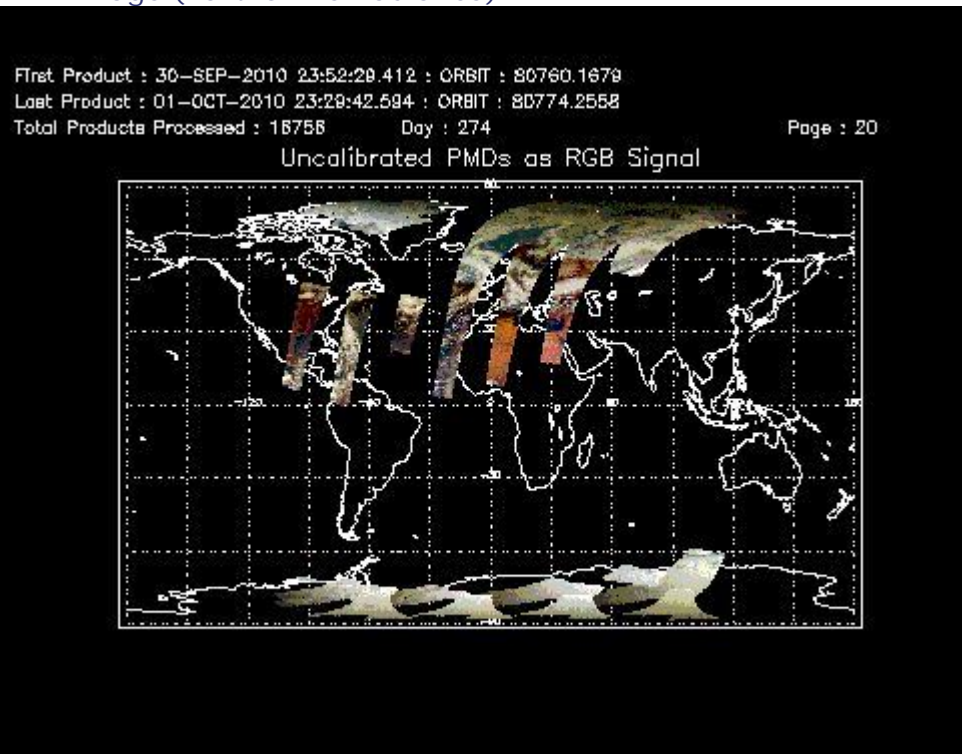 First Product : 30-SEP-2010 23:52:29.412 : ORBIT : 80760.1679
Last Product : 01-OCT-2010 23:29:42.594 : ORBIT : 80774.2558
Total Products Processed : 16756 Day : 274 Page : 20
Uncalibrated PMDs as RGB Signal